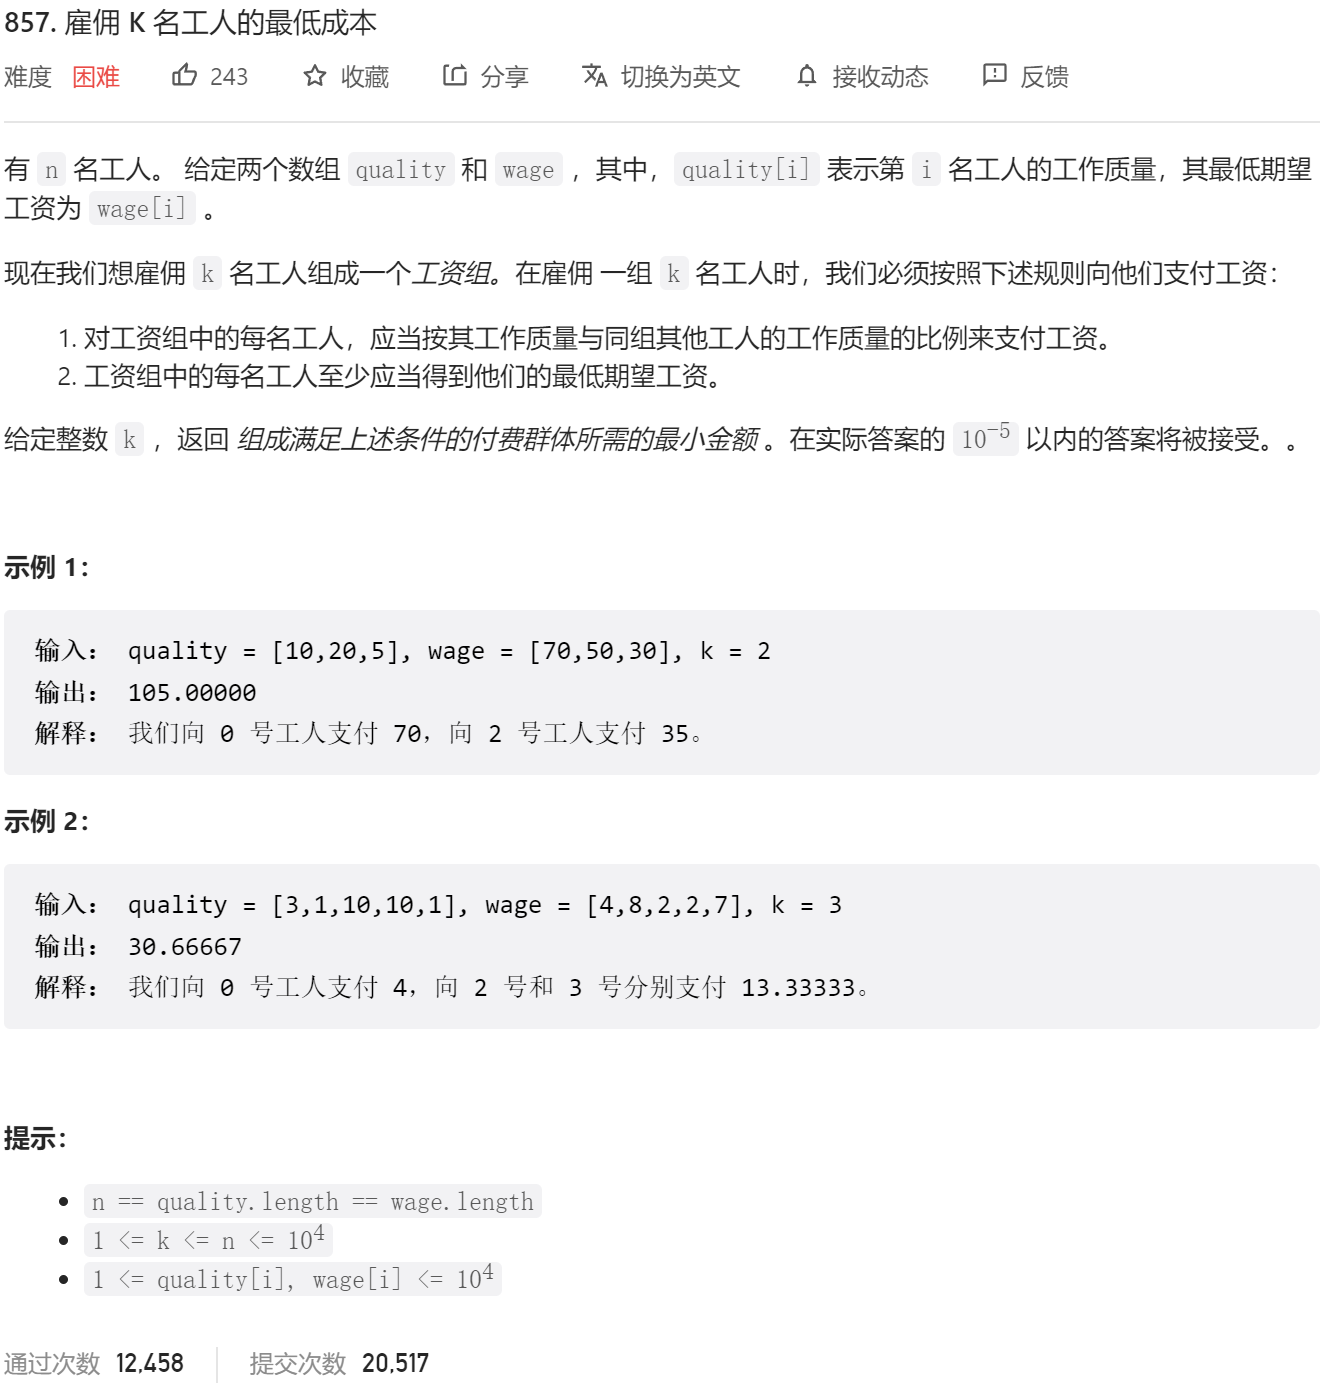 857. 雇佣 K 名工人的最低成本
难度 困难 243 收藏 分享 切换为英文 接收动态 反馈
有 n 名工人。 给定两个数组 quality 和 wage ，其中，quality[i] 表示第 i 名工人的工作质量，其最低期望
工资为 wage[i] 。
现在我们想雇佣 k 名工人组成一个工资组。在雇佣 一组 k 名工人时，我们必须按照下述规则向他们支付工资：
1. 对工资组中的每名工人，应当按其工作质量与同组其他工人的工作质量的比例来支付工资。
2. 工资组中的每名工人至少应当得到他们的最低期望工资。
给定整数 k ，返回 组成满足上述条件的付费群体所需的最小金额 。在实际答案的 10⁻⁵ 以内的答案将被接受。。
示例 1：
输入： quality = [10,20,5], wage = [70,50,30], k = 2
输出： 105.00000
解释： 我们向 0 号工人支付 70，向 2 号工人支付 35。
示例 2：
输入： quality = [3,1,10,10,1], wage = [4,8,2,2,7], k = 3
输出： 30.66667
解释： 我们向 0 号工人支付 4，向 2 号和 3 号分别支付 13.33333。
提示：
n == quality.length == wage.length
1 <= k <= n <= 10⁴
1 <= quality[i], wage[i] <= 10⁴
通过次数 12,458 提交次数 20,517